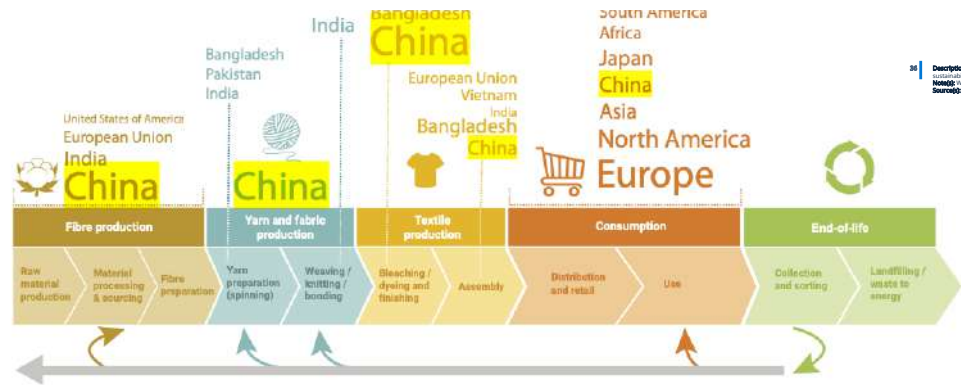 India
Bangladesh
China
South America
Africa
Japan
China
Asia
North America
Europe
Bangladesh
Pakistan
India
European Union
Vietnam
India
Bangladesh
China
United States of America
European Union
India
China
China
36
Fibre production
Yarn and fabric
production
Textile
production
Consumption
End-of-life
Raw
material
production
Material
processing
& sourcing
Fibre
preparation
Yarn
preparation
(spinning)
Weaving /
knitting /
bonding
Bleaching /
dyeing and
finishing
Assembly
Distribution
and retail
Use
Collection
and sorting
Landfilling /
waste to
energy